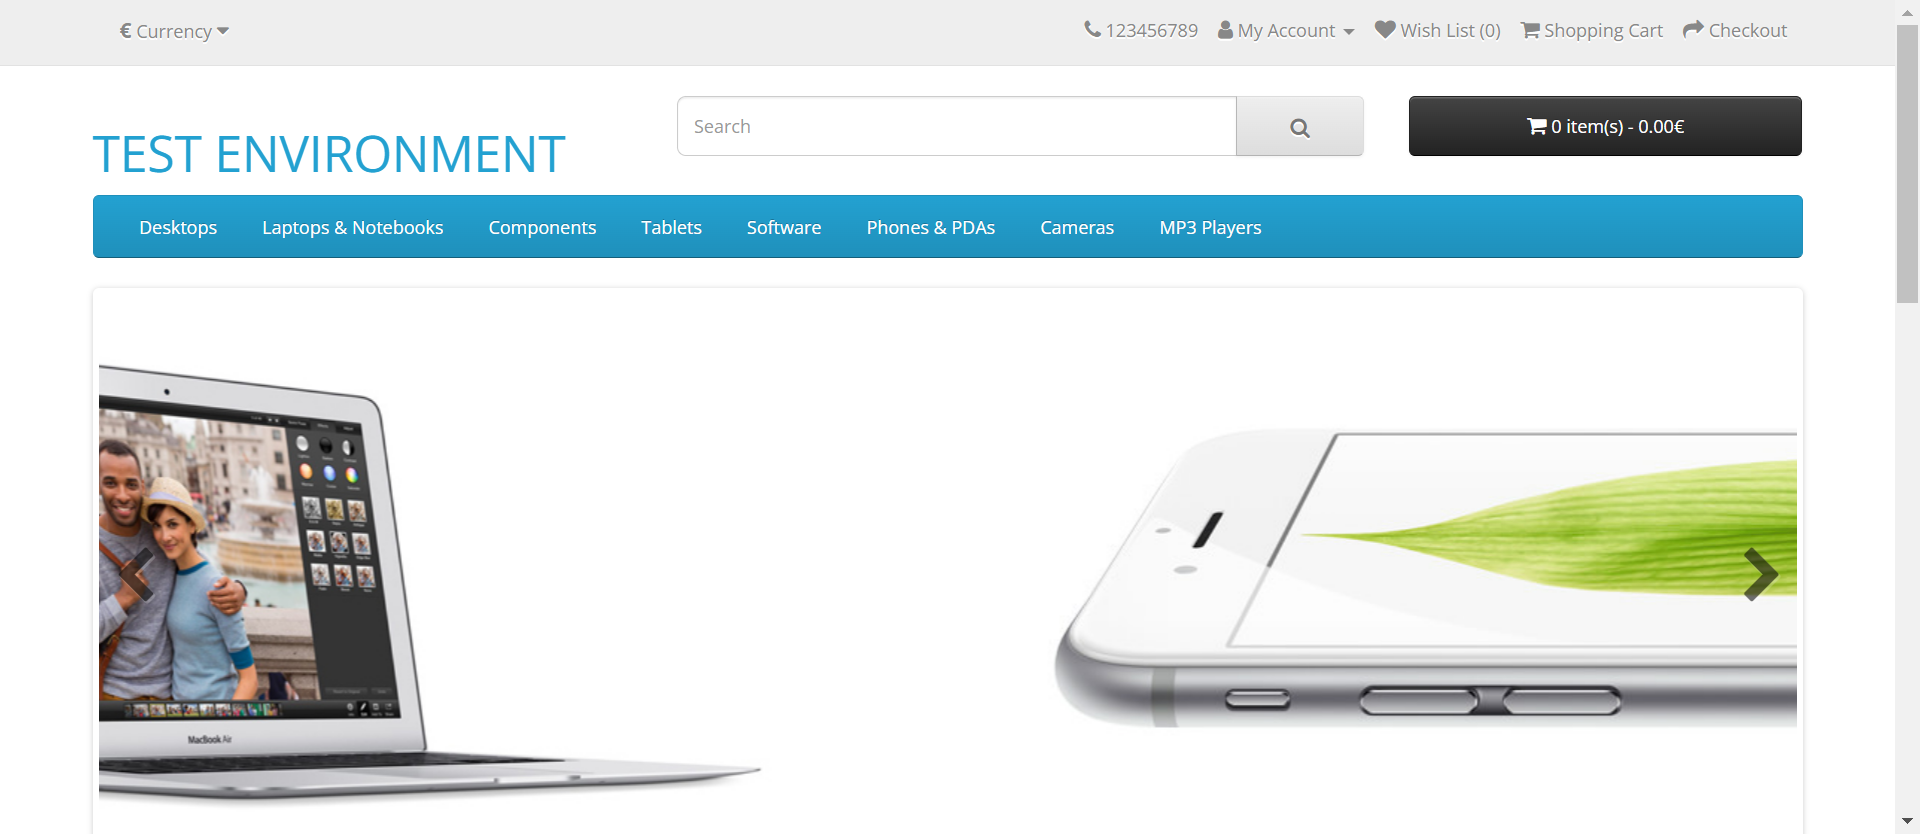 € Currency
123456789 My Account Wish List (0) Shopping Cart Checkout
TEST ENVIRONMENT
Search
0 item(s) - 0.00€
Desktops Laptops & Notebooks Components Tablets Software Phones & PDAs Cameras MP3 Players
MacBook Air